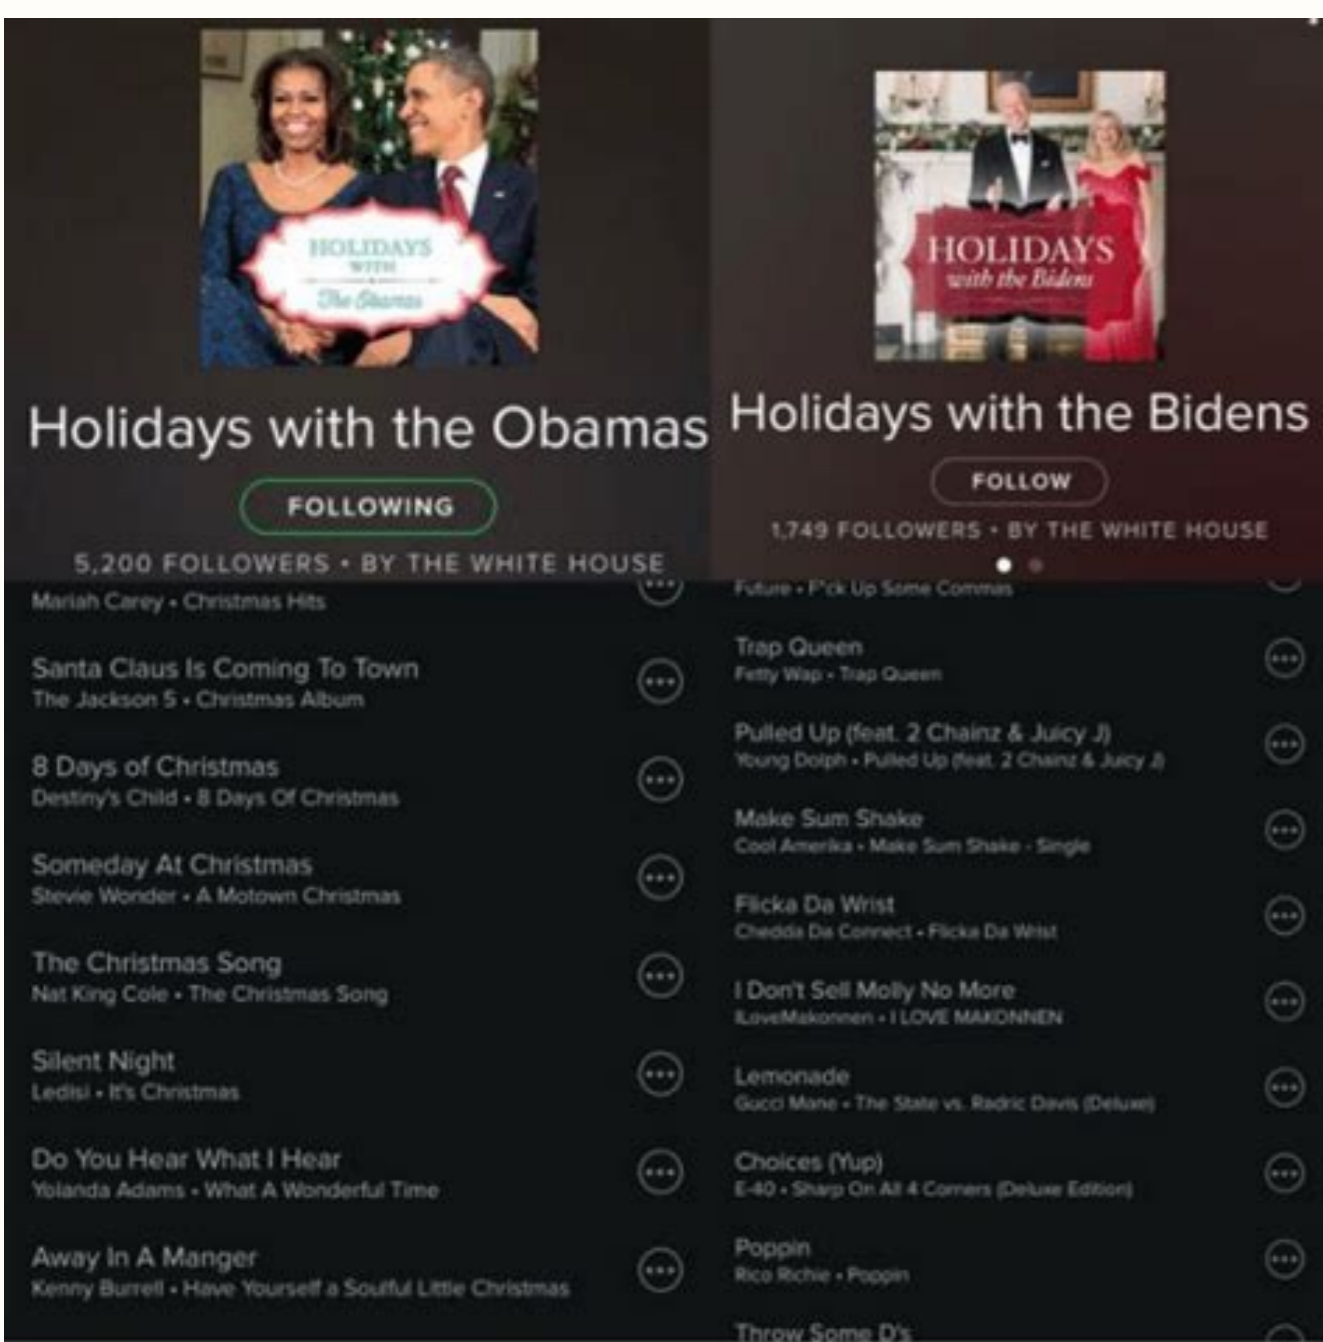 HOLIDAYS
WITH
The Obamas
Holidays with the Obamas
FOLLOWING
5,200 FOLLOWERS • BY THE WHITE HOUSE
Mariah Carey • Christmas Hits
Santa Claus Is Coming To Town
The Jackson 5 • Christmas Album
8 Days of Christmas
Destiny's Child • 8 Days Of Christmas
Someday At Christmas
Stevie Wonder • A Motown Christmas
The Christmas Song
Nat King Cole • The Christmas Song
Silent Night
Ledisi • It's Christmas
Do You Hear What I Hear
Yolanda Adams • What A Wonderful Time
Away In A Manger
Kenny Burrell • Have Yourself a Soulful Little Christmas
HOLIDAYS
with the Bidens
Holidays with the Bidens
FOLLOW
1,749 FOLLOWERS • BY THE WHITE HOUSE
Future • F*ck Up Some Commas
Trap Queen
Fetty Wap • Trap Queen
Pulled Up (feat. 2 Chainz & Juicy J)
Young Dolph • Pulled Up (feat. 2 Chainz & Juicy J)
Make Sum Shake
Cool Amerika • Make Sum Shake - Single
Flicka Da Wrist
Chedda Da Connect • Flicka Da Wrist
I Don't Sell Molly No More
ILoveMakonnen • I LOVE MAKONNEN
Lemonade
Gucci Mane • The State vs. Radric Davis (Deluxe)
Choices (Yup)
E-40 • Sharp On All 4 Corners (Deluxe Edition)
Poppin
Rico Richie • Poppin
Throw Some D's